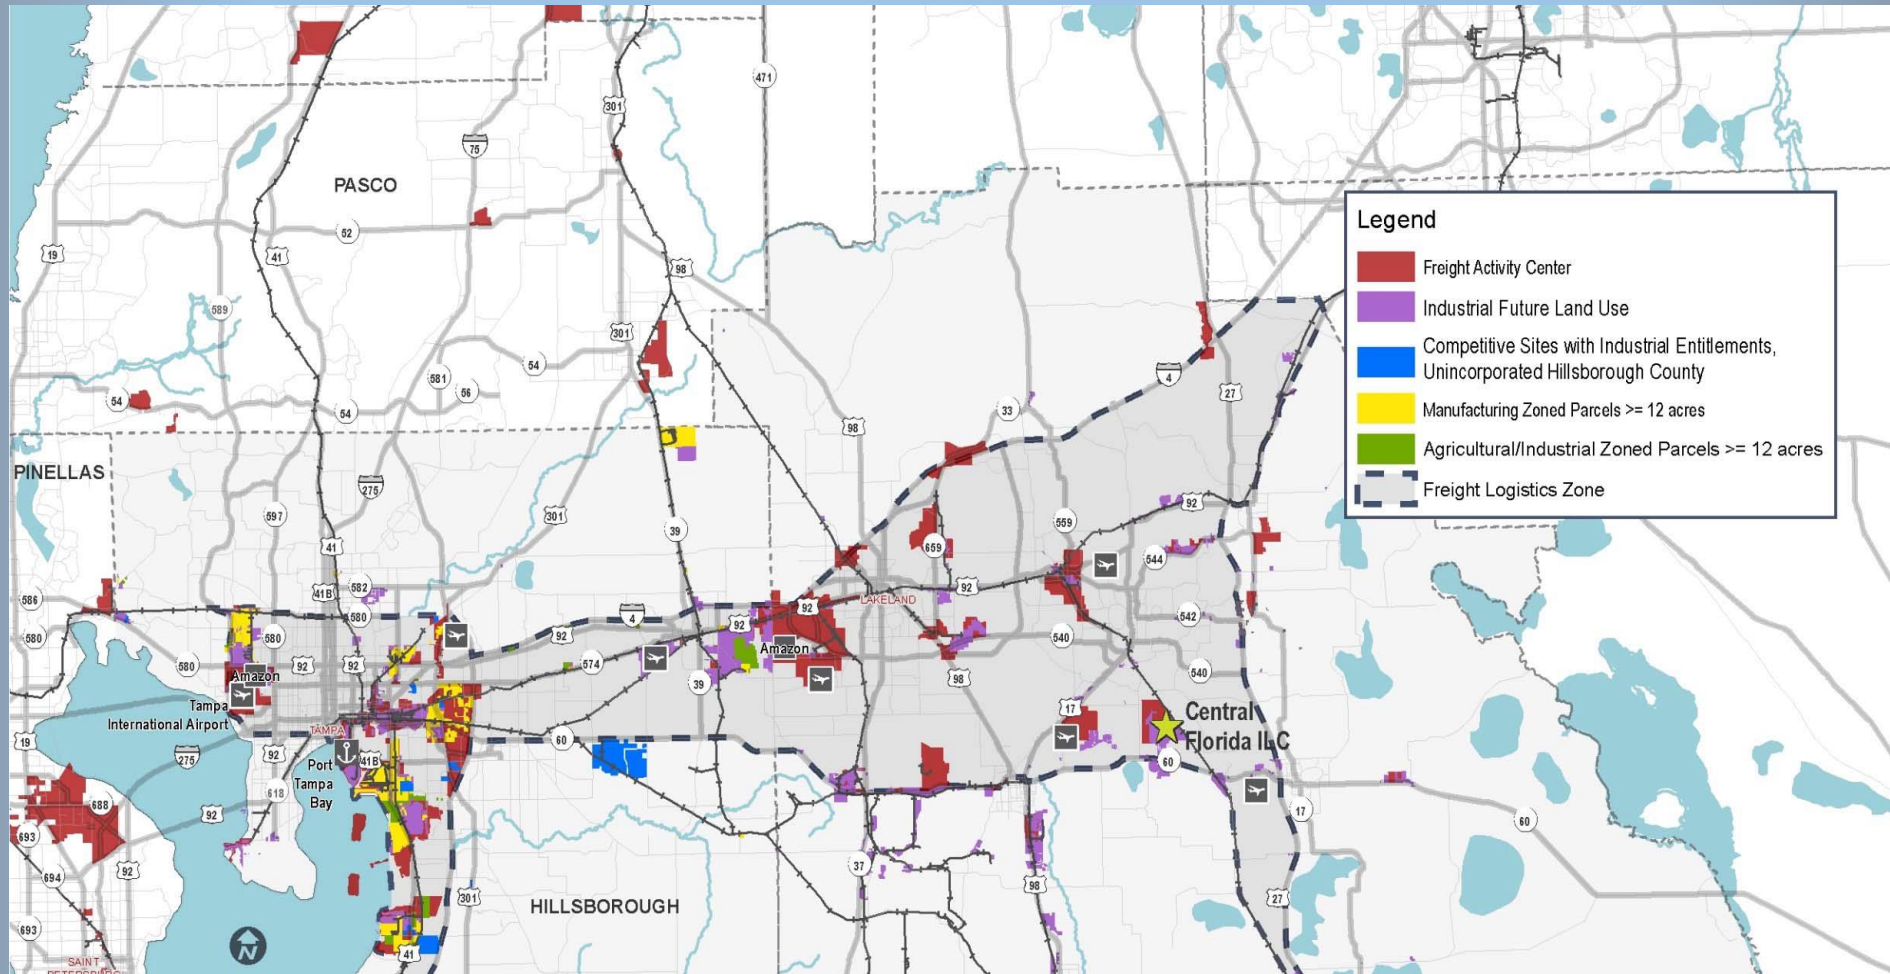 471
301
75
PASCO
52
19
41
98
589
301
54
581
56
54
54
4
27
33
98
PINELLAS
275
597
301
39
41
92
559
659
544
586
582
41B
580
92
580
580
92
92
4
92
574
92
92
LAKELAND
542
540
540
98
39
Amazon
Amazon
Tampa
International Airport
TAMPA
17
Central
Florida ILC
60
60
19
275
92
Port
Tampa
Bay
41B
618
92
688
693
694
92
693
37
98
17
60
27
301
HILLSBOROUGH
41
N
SAINT
PETERSBURG
Legend
Freight Activity Center
Industrial Future Land Use
Competitive Sites with Industrial Entitlements,
Unincorporated Hillsborough County
Manufacturing Zoned Parcels >= 12 acres
Agricultural/Industrial Zoned Parcels >= 12 acres
Freight Logistics Zone